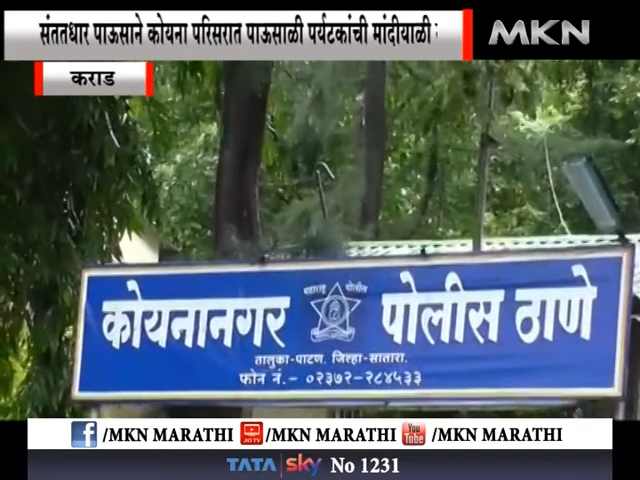 संततधार पाऊसाने कोयना परिसरात पाऊसाळी पर्यटकांची मांदीयाळी
MKN
कराड
महाराष्ट्र पोलीस
कोयनानगर पोलीस ठाणे
तालुका-पाटण. जिल्हा-सातारा.
फोन नं.- ०२३७२-२८४५३३
/MKN MARATHI /MKN MARATHI /MKN MARATHI
TATA sky No 1231